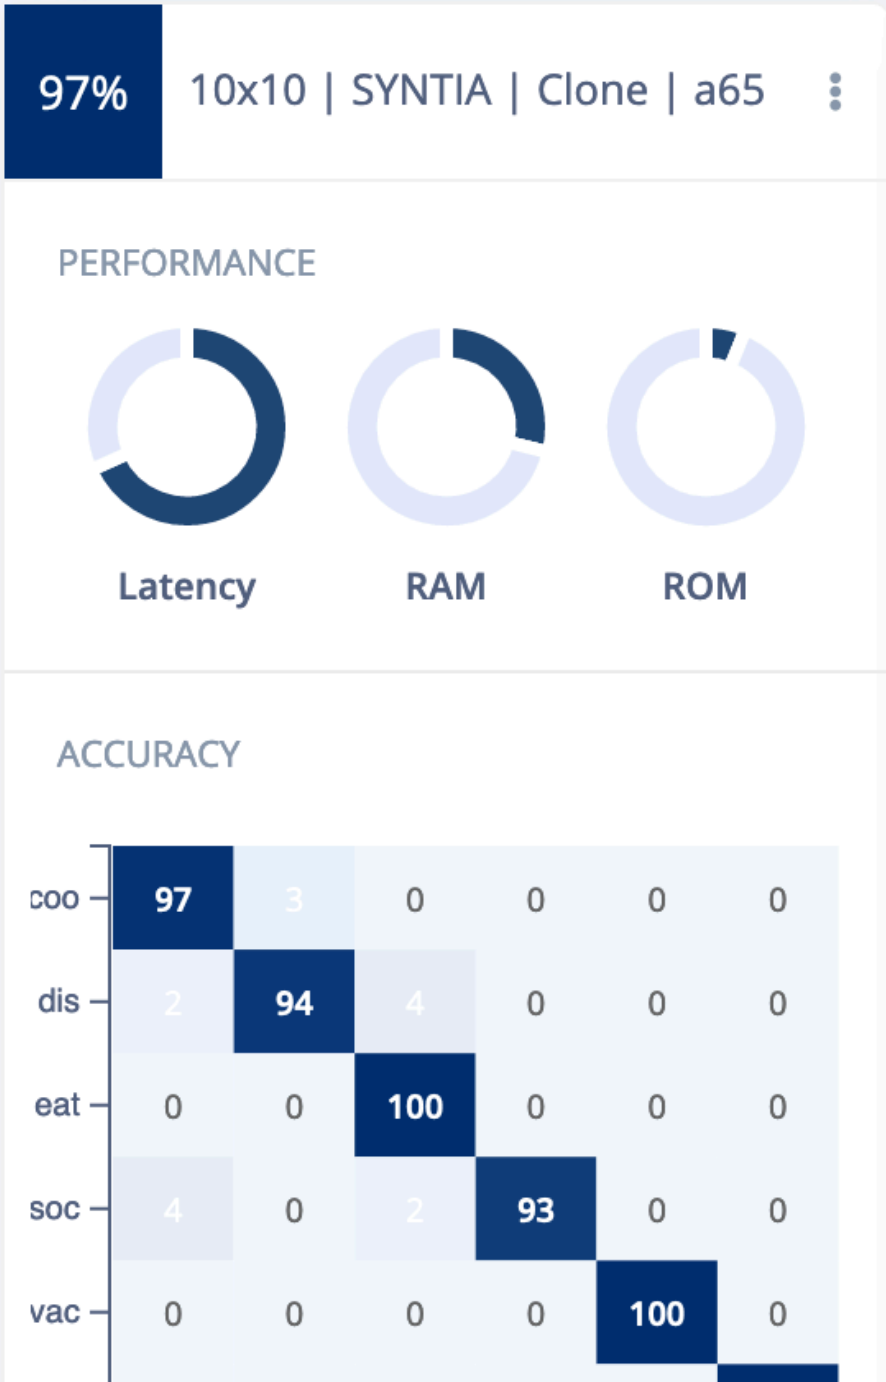 97% 10x10 | SYNTIA | Clone | a65
PERFORMANCE
Latency RAM ROM
ACCURACY
coo 97 3 0 0 0 0
dis 2 94 4 0 0 0
eat 0 0 100 0 0 0
soc 4 0 2 93 0 0
vac 0 0 0 0 100 0